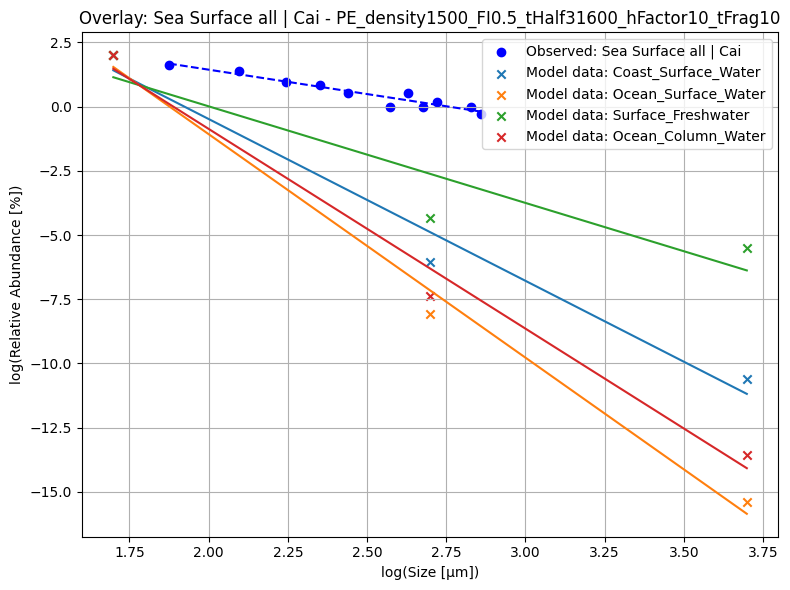 Overlay: Sea Surface all | Cai - PE_density1500_FI0.5_tHalf31600_hFactor10_tFrag10
Observed: Sea Surface all | Cai
Model data: Coast_Surface_Water
Model data: Ocean_Surface_Water
Model data: Surface_Freshwater
Model data: Ocean_Column_Water
log(Relative Abundance [%])
2.5
0.0
−2.5
−5.0
−7.5
−10.0
−12.5
−15.0
1.75 2.00 2.25 2.50 2.75 3.00 3.25 3.50 3.75
log(Size [μm])